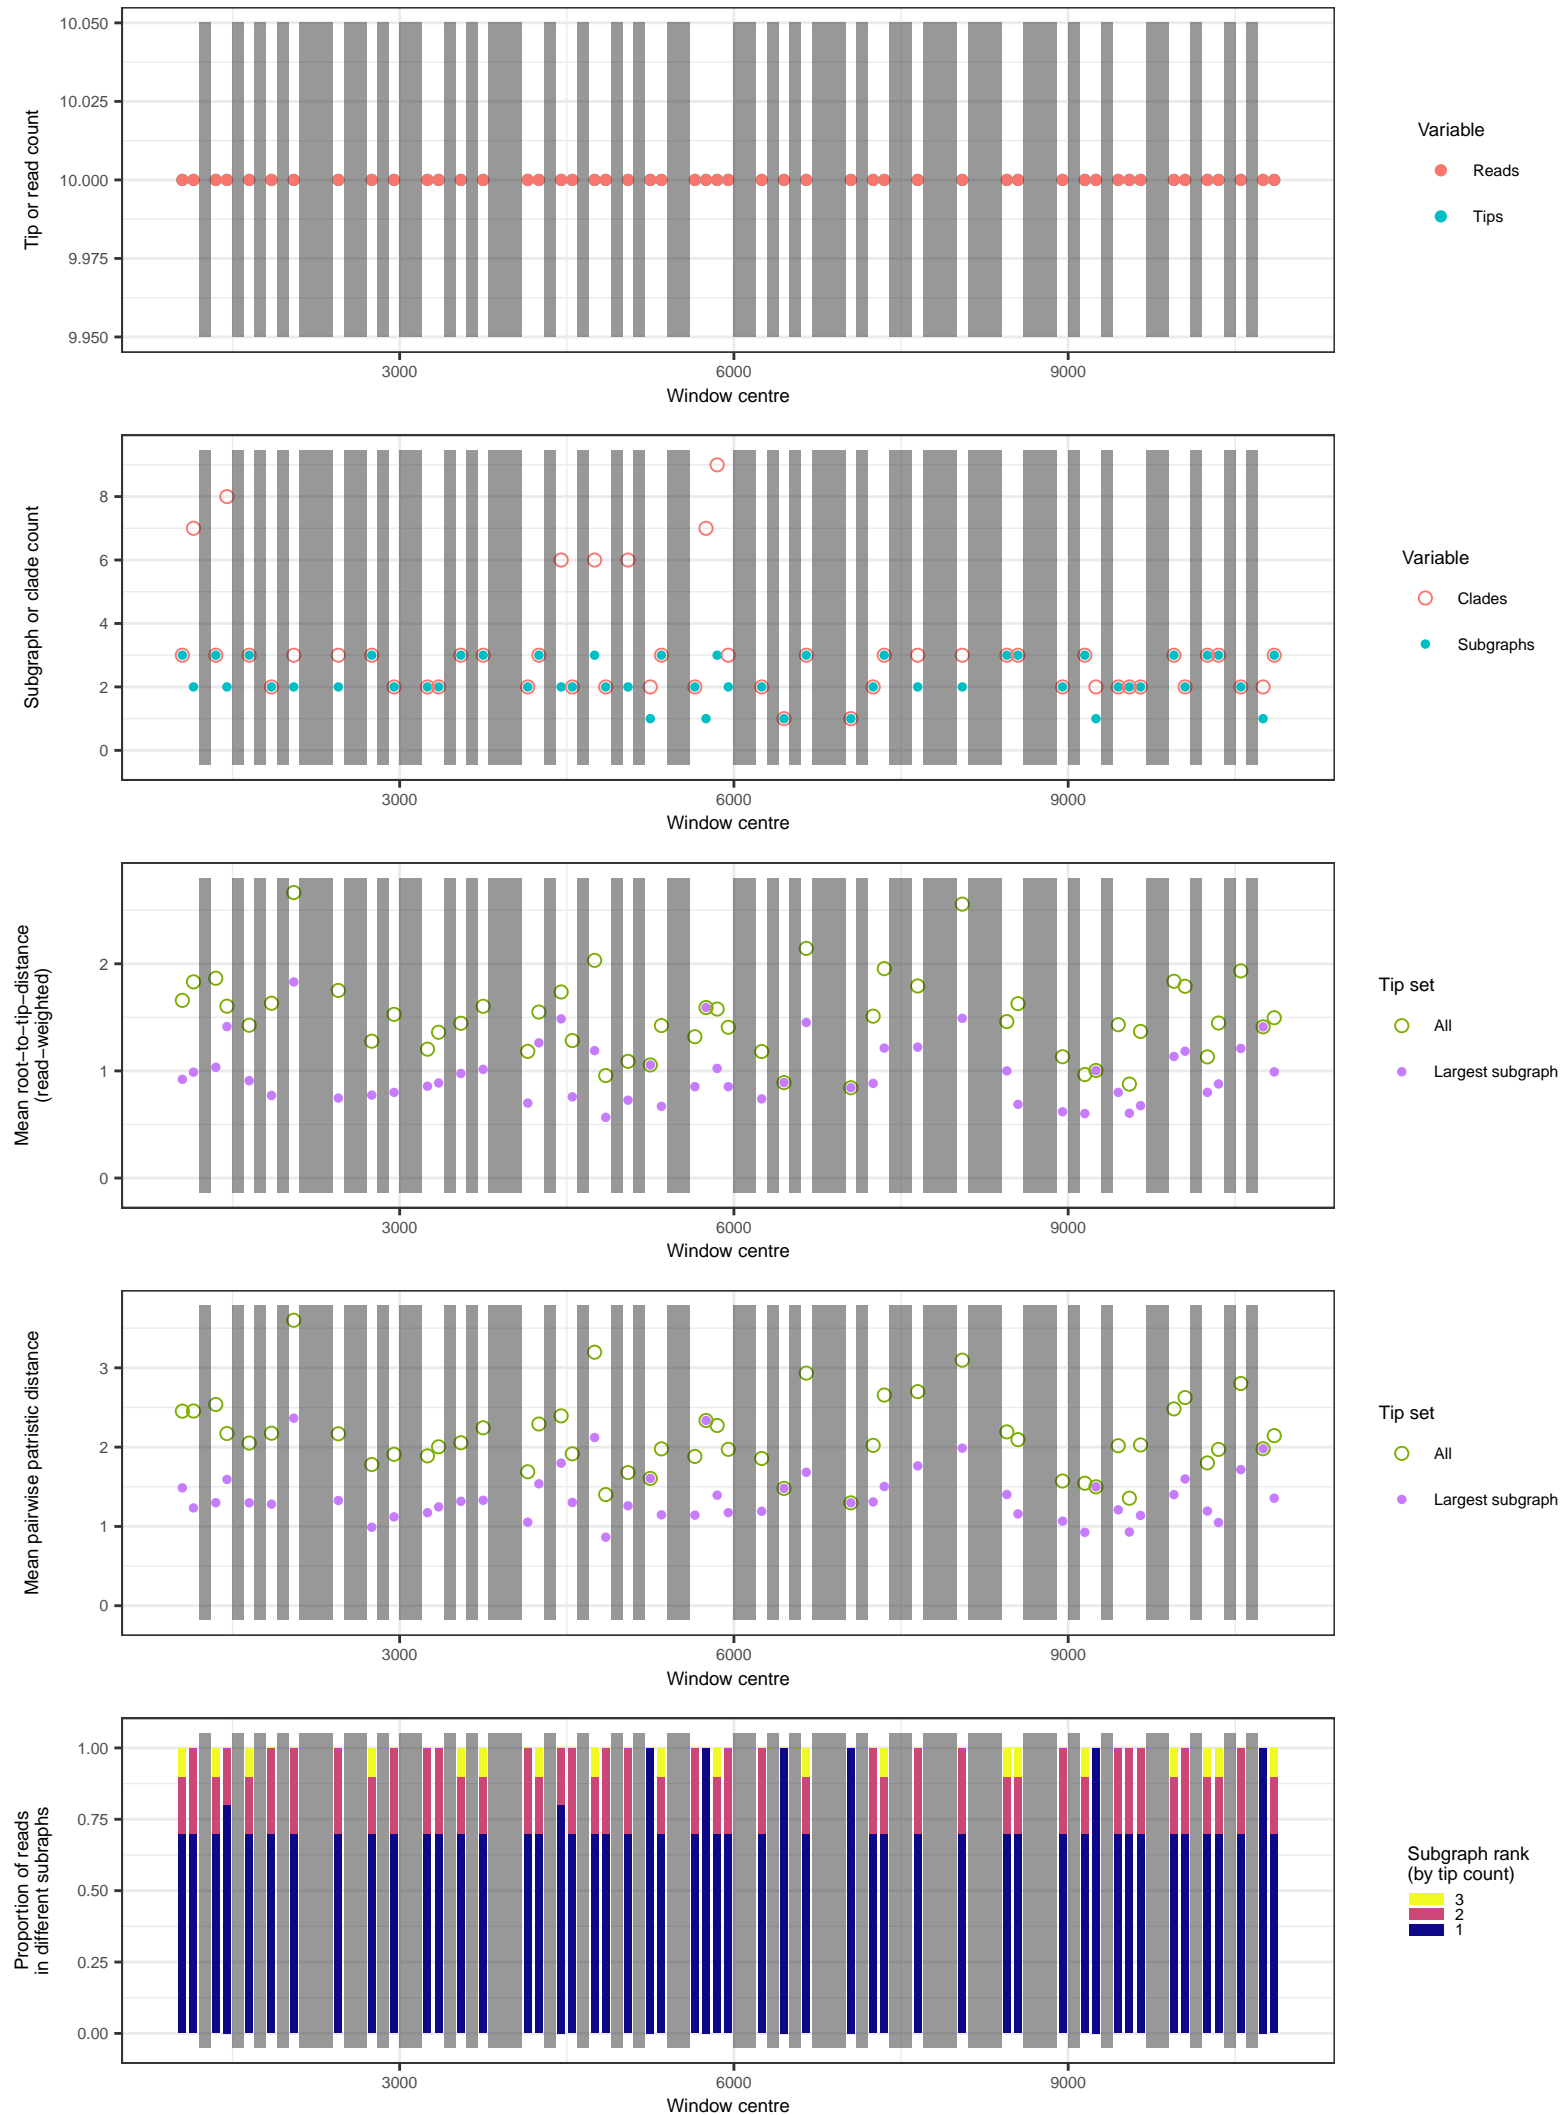 10.050
10.025
10.000
9.975
9.950
Tip or read count
3000
6000
9000
Window centre
Variable
Reads
Tips
8
6
4
2
0
Subgraph or clade count
3000
6000
9000
Window centre
Variable
Clades
Subgraphs
2
1
0
Mean root−to−tip−distance
(read−weighted)
3000
6000
9000
Window centre
Tip set
All
Largest subgraph
3
2
1
0
Mean pairwise patristic distance
3000
6000
9000
Window centre
Tip set
All
Largest subgraph
1.00
0.75
0.50
0.25
0.00
Proportion of reads
in different subraphs
3000
6000
9000
Window centre
Subgraph rank
(by tip count)
3
2
1